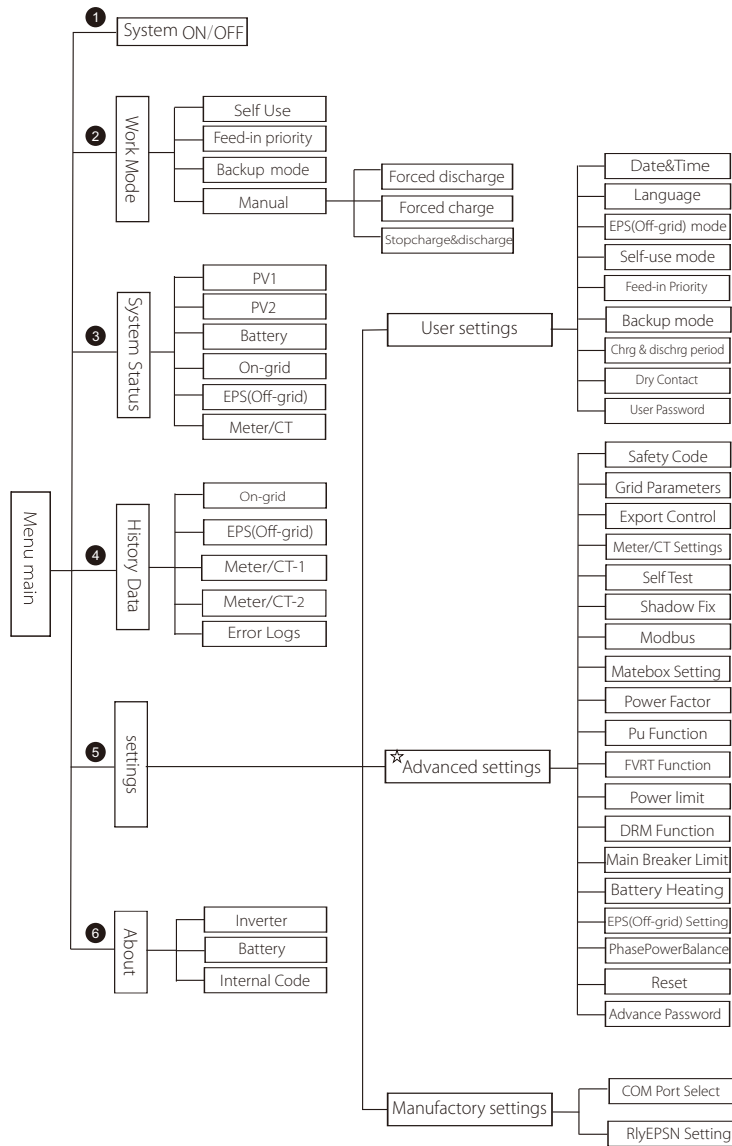 Menu main
1
System ON/OFF
2
Work Mode
Self Use
Feed-in priority
Backup mode
Manual
Forced discharge
Forced charge
Stopcharge&discharge
3
System Status
PV1
PV2
Battery
On-grid
EPS(Off-grid)
Meter/CT
4
History Data
On-grid
EPS(Off-grid)
Meter/CT-1
Meter/CT-2
Error Logs
5
settings
User settings
Date&Time
Language
EPS(Off-grid) mode
Self-use mode
Feed-in Priority
Backup mode
Chrg & dischrg period
Dry Contact
User Password
☆Advanced settings
Safety Code
Grid Parameters
Export Control
Meter/CT Settings
Self Test
Shadow Fix
Modbus
Matebox Setting
Power Factor
Pu Function
FVRT Function
Power limit
DRM Function
Main Breaker Limit
Battery Heating
EPS(Off-grid) Setting
PhasePowerBalance
Reset
Advance Password
Manufactory settings
COM Port Select
RlyEPSN Setting
6
About
Inverter
Battery
Internal Code